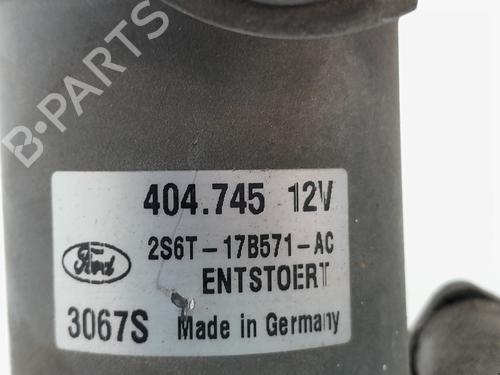 B-PARTS
404.745 12V
Ford
2S6T-17B571-AC
ENTSTOERT
3067S Made in Germany